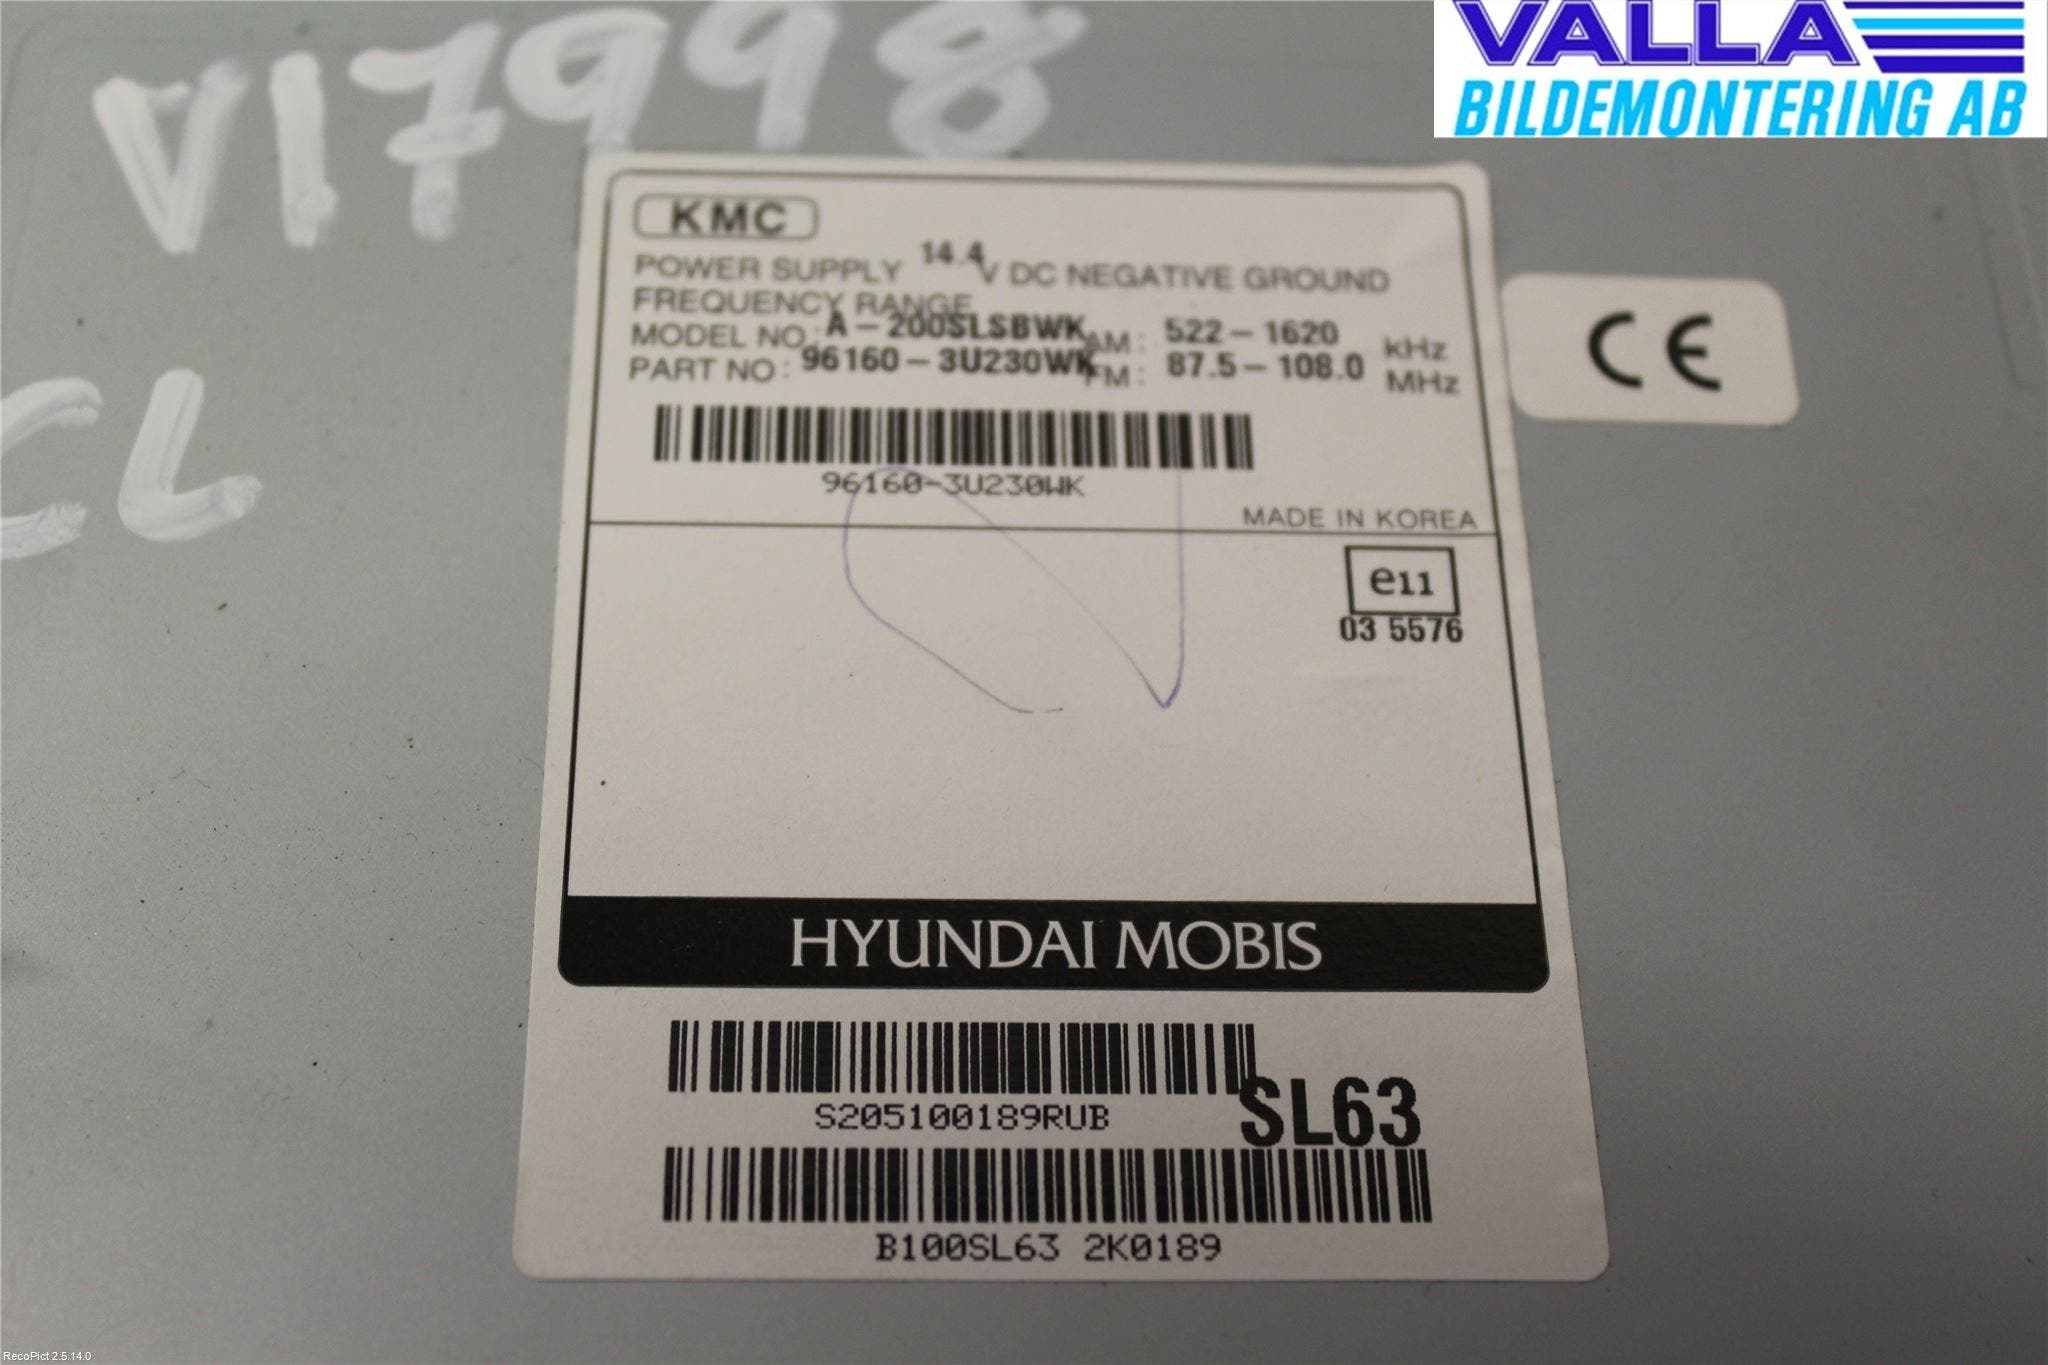 VALLA
BILDEMONTERING AB
V17998
CL
KMC
POWER SUPPLY 14.4 V DC NEGATIVE GROUND
FREQUENCY RANGE
MODEL NO: A-200SLSBWK AM: 522-1620 kHz
PART NO: 96160-3U230WK FM: 87.5-108.0 MHz
96160-3U230WK
MADE IN KOREA
CE
e11
03 5576
HYUNDAI MOBIS
S205100189RUB
SL63
B100SL63 2K0189
RecoPict 2.5.14.0